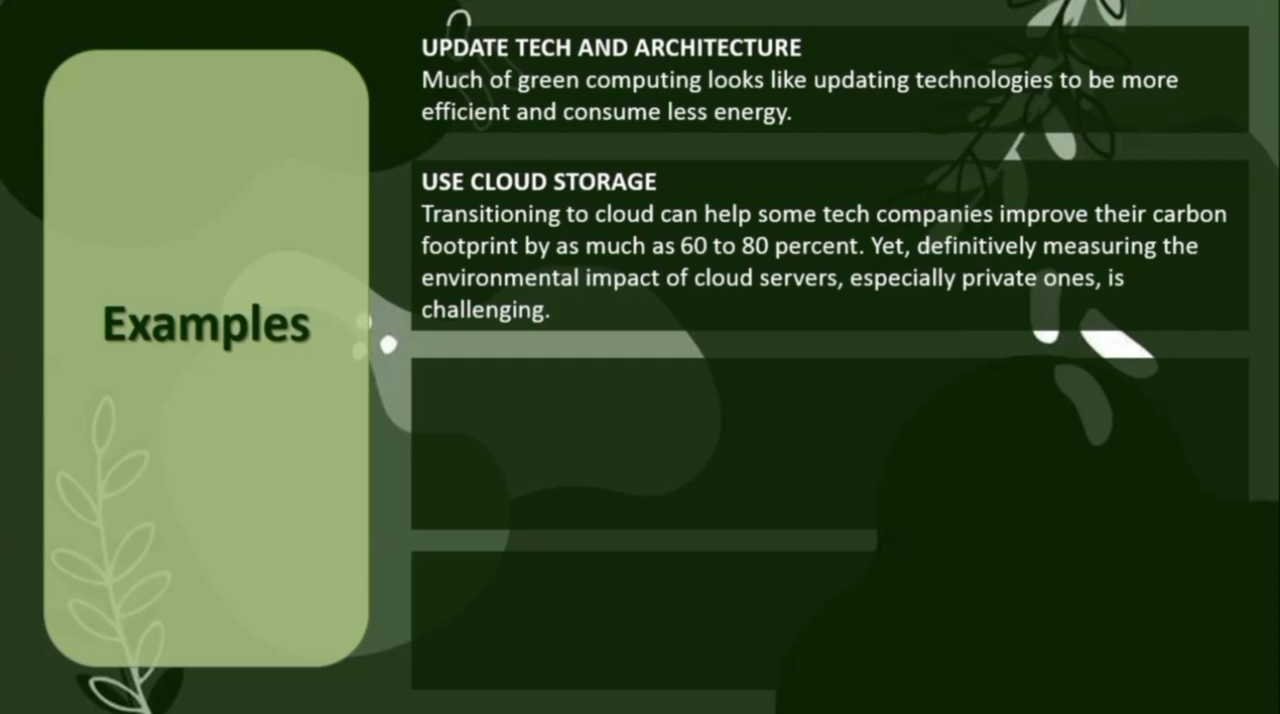 Examples
UPDATE TECH AND ARCHITECTURE
Much of green computing looks like updating technologies to be more
efficient and consume less energy.
USE CLOUD STORAGE
Transitioning to cloud can help some tech companies improve their carbon
footprint by as much as 60 to 80 percent. Yet, definitively measuring the
environmental impact of cloud servers, especially private ones, is
challenging.